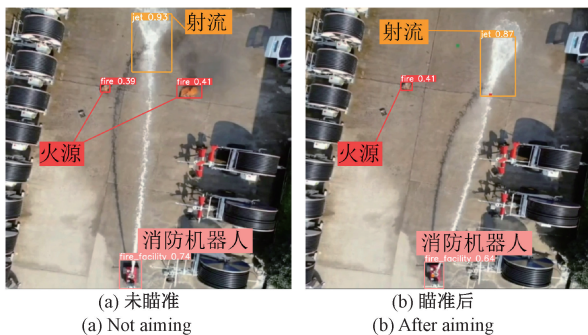 射流
jet 0.93
fire 0.39
fire 0.41
火源
消防机器人
fire_facility 0.74
(a) 未瞄准
(a) Not aiming
射流
jet 0.87
fire 0.41
火源
消防机器人
fire_facility 0.64
(b) 瞄准后
(b) After aiming